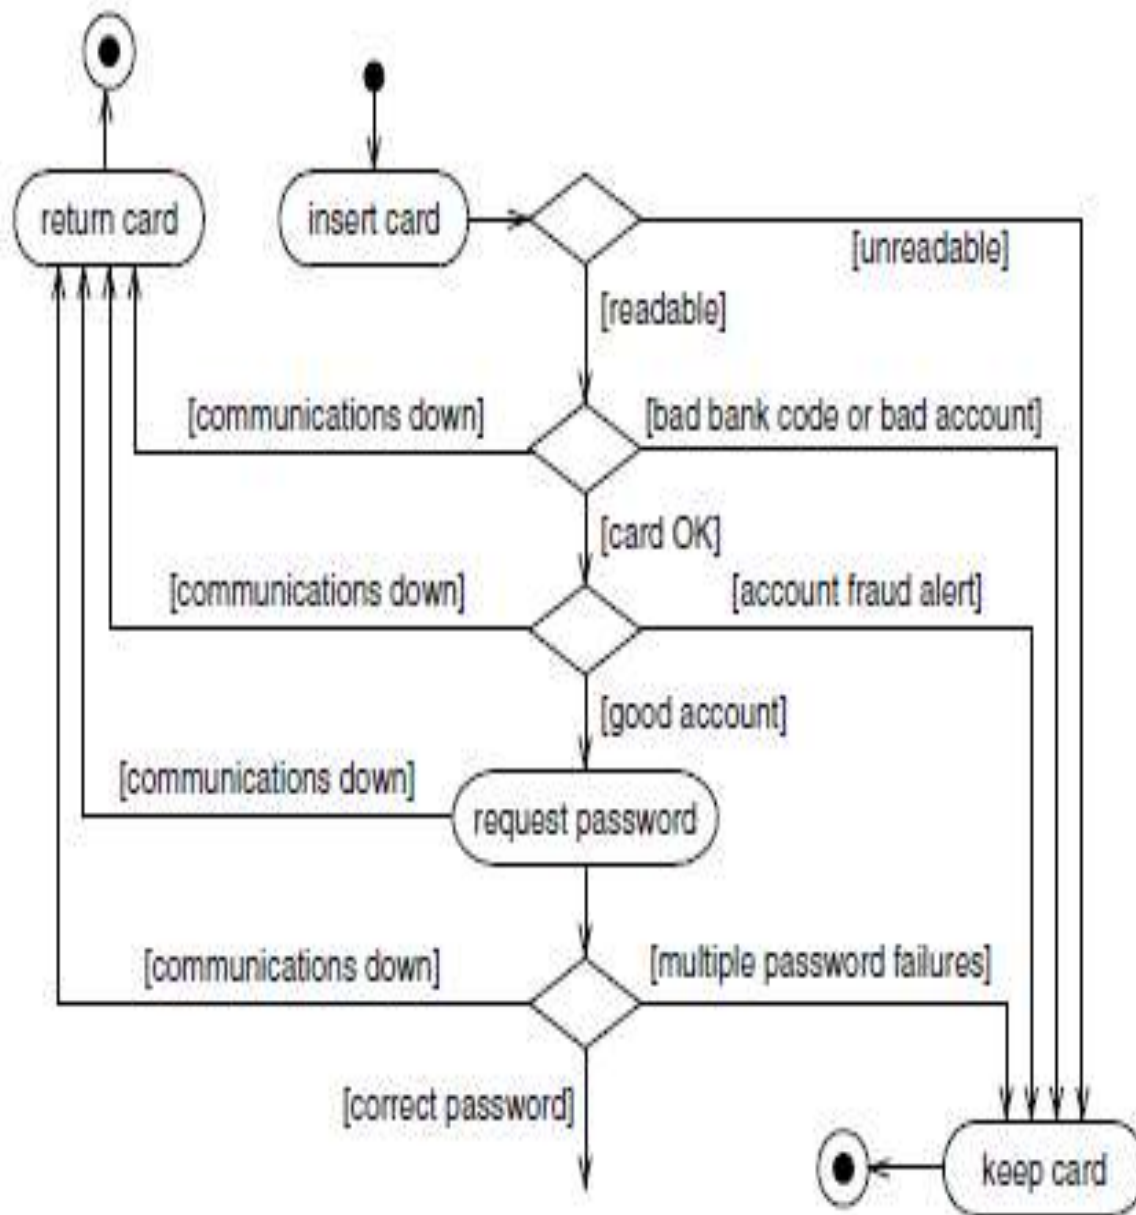 return card
insert card
[unreadable]
[readable]
[communications down]
[bad bank code or bad account]
[card OK]
[communications down]
[account fraud alert]
[good account]
[communications down]
request password
[communications down]
[multiple password failures]
[correct password]
keep card